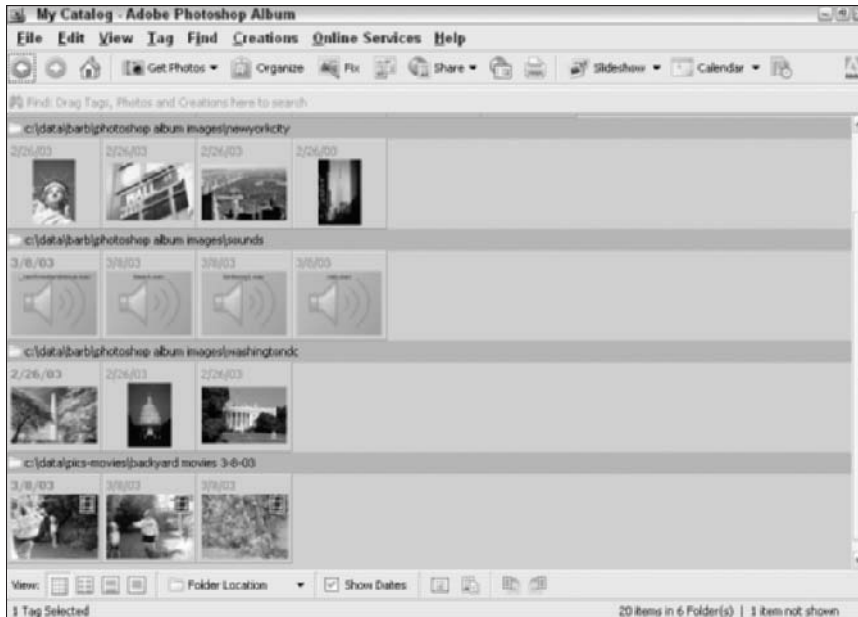 My Catalog - Adobe Photoshop Album
File Edit View Tag Find Creations Online Services Help
Get Photos Organize Fix Share Slideshow Calendar
Find: Drag Tags, Photos and Creations here to search
c:\data\barb\photoshop album images\newyorkcity
2/26/03 2/26/03 2/26/03 2/26/03
WALL
c:\data\barb\photoshop album images\sounds
3/8/03 3/8/03 3/8/03 3/8/03
c:\data\barb\photoshop album images\washingtondc
2/26/03 2/26/03 2/26/03
c:\data\pics-movies\backyard movies 3-8-03
3/8/03 3/8/03 3/8/03
View: Folder Location Show Dates
1 Tag Selected 20 items in 6 Folder(s) | 1 item not shown